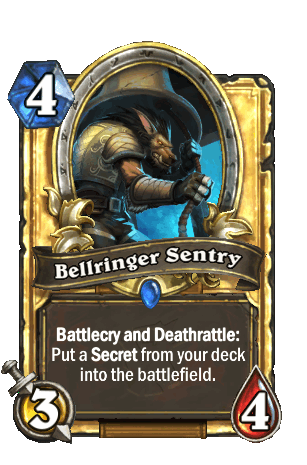 4
Bellringer Sentry
Battlecry and Deathrattle:
Put a Secret from your deck
into the battlefield.
3
4